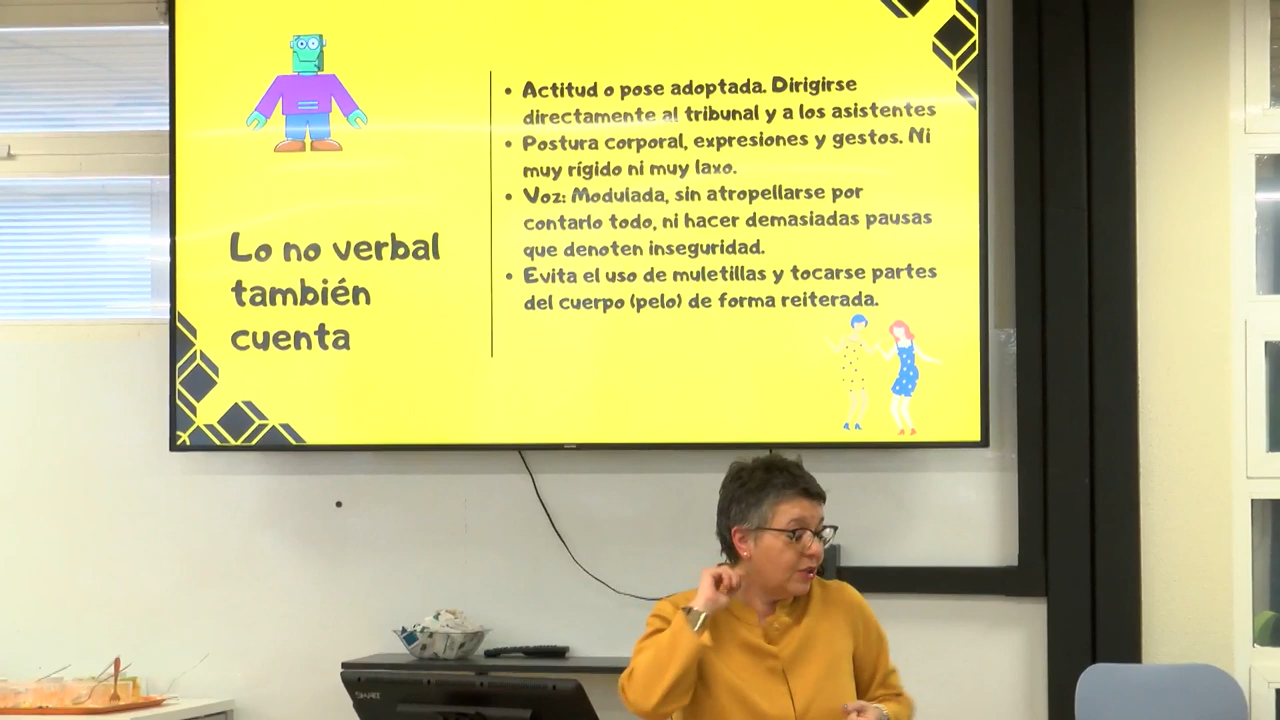 Lo no verbal
también
cuenta
• Actitud o pose adoptada. Dirigirse
directamente al tribunal y a los asistentes
• Postura corporal, expresiones y gestos. Ni
muy rígido ni muy laxo.
• Voz: Modulada, sin atropellarse por
contarlo todo, ni hacer demasiadas pausas
que denoten inseguridad.
• Evita el uso de muletillas y tocarse partes
del cuerpo (pelo) de forma reiterada.
SMART